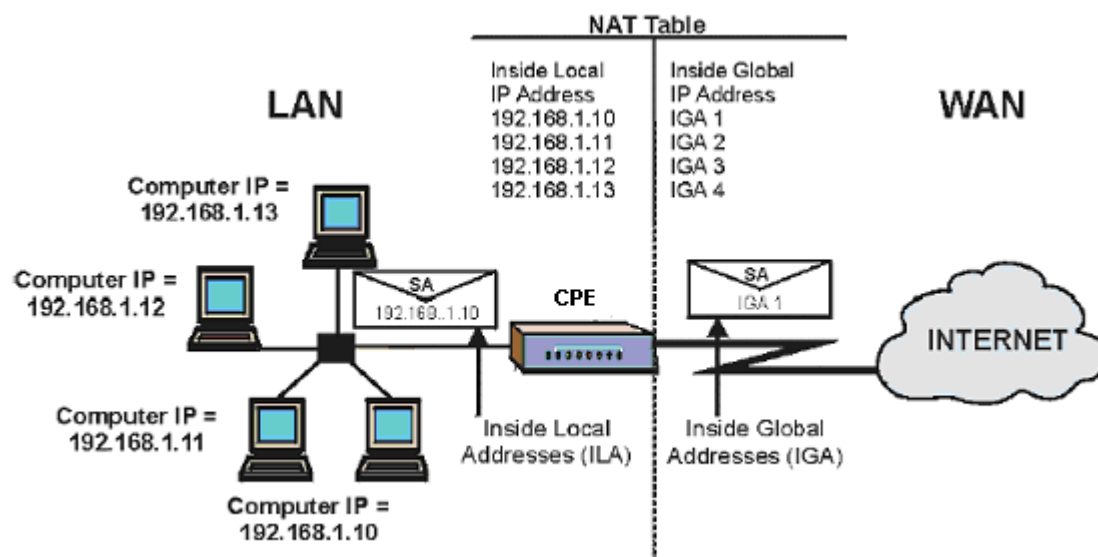 NAT Table
Inside Local
IP Address
192.168.1.10
192.168.1.11
192.168.1.12
192.168.1.13
Inside Global
IP Address
IGA 1
IGA 2
IGA 3
IGA 4
LAN
WAN
Computer IP =
192.168.1.13
Computer IP =
192.168.1.12
Computer IP =
192.168.1.11
Computer IP =
192.168.1.10
SA
192.168..1.10
CPE
SA
IGA 1
INTERNET
Inside Local
Addresses (ILA)
Inside Global
Addresses (IGA)